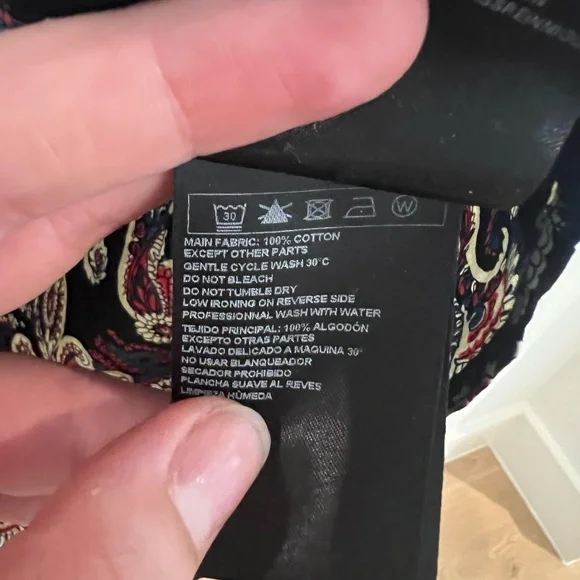 30
W
MAIN FABRIC: 100% COTTON
EXCEPT OTHER PARTS
GENTLE CYCLE WASH 30°C
DO NOT BLEACH
DO NOT TUMBLE DRY
LOW IRONING ON REVERSE SIDE
PROFESSIONNAL WASH WITH WATER
TEJIDO PRINCIPAL: 100% ALGODÓN
EXCEPTO OTRAS PARTES
LAVADO DELICADO A MAQUINA 30°
NO USAR BLANQUEADOR
SECADOR PROHIBIDO
PLANCHA SUAVE AL REVES
LIMPIEZA HÚMEDA